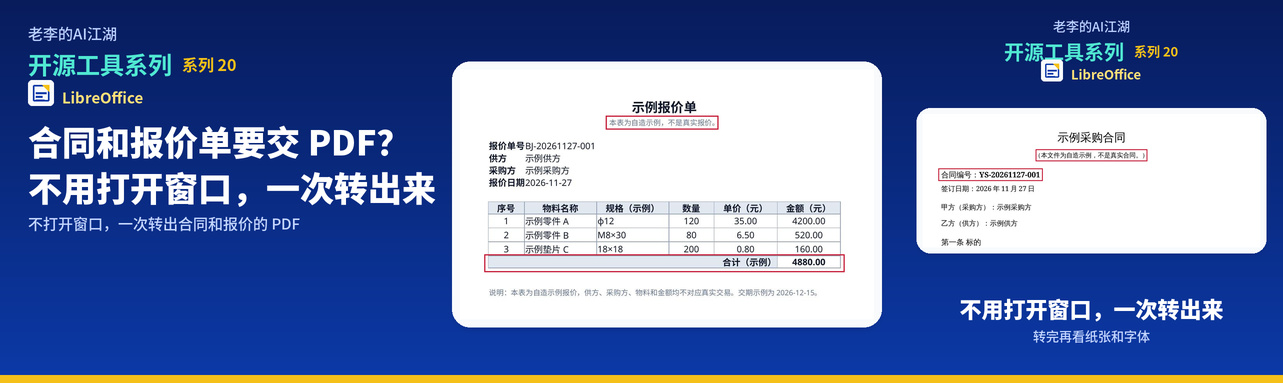 老李的AI江湖
开源工具系列 系列 20
LibreOffice
合同和报价单要交 PDF？
不用打开窗口，一次转出来
不打开窗口，一次转出合同和报价的 PDF
示例报价单
本表为自造示例，不是真实报价。
报价单号 BJ-20261127-001
供方 示例供方
采购方 示例采购方
报价日期 2026-11-27
序号 物料名称 规格（示例） 数量 单价（元） 金额（元）
1 示例零件 A ф12 120 35.00 4200.00
2 示例零件 B M8×30 80 6.50 520.00
3 示例垫片 C 18×18 200 0.80 160.00
合计（示例） 4880.00
说明：本表为自造示例报价，供方、采购方、物料和金额均不对应真实交易。交期示例为 2026-12-15。
老李的AI江湖
开源工具系列 系列 20
LibreOffice
示例采购合同
（本文件为自造示例，不是真实合同。）
合同编号：YS-20261127-001
签订日期：2026 年 11 月 27 日
甲方（采购方）：示例采购方
乙方（供方）：示例供方
第一条 标的
不用打开窗口，一次转出来
转完再看纸张和字体